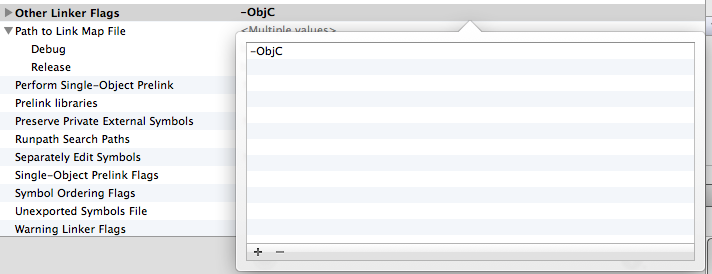 Other Linker Flags -ObjC
Path to Link Map File <Multiple values>
-ObjC
Debug
Release
Perform Single-Object Prelink
Prelink libraries
Preserve Private External Symbols
Runpath Search Paths
Separately Edit Symbols
Single-Object Prelink Flags
Symbol Ordering Flags
Unexported Symbols File
Warning Linker Flags